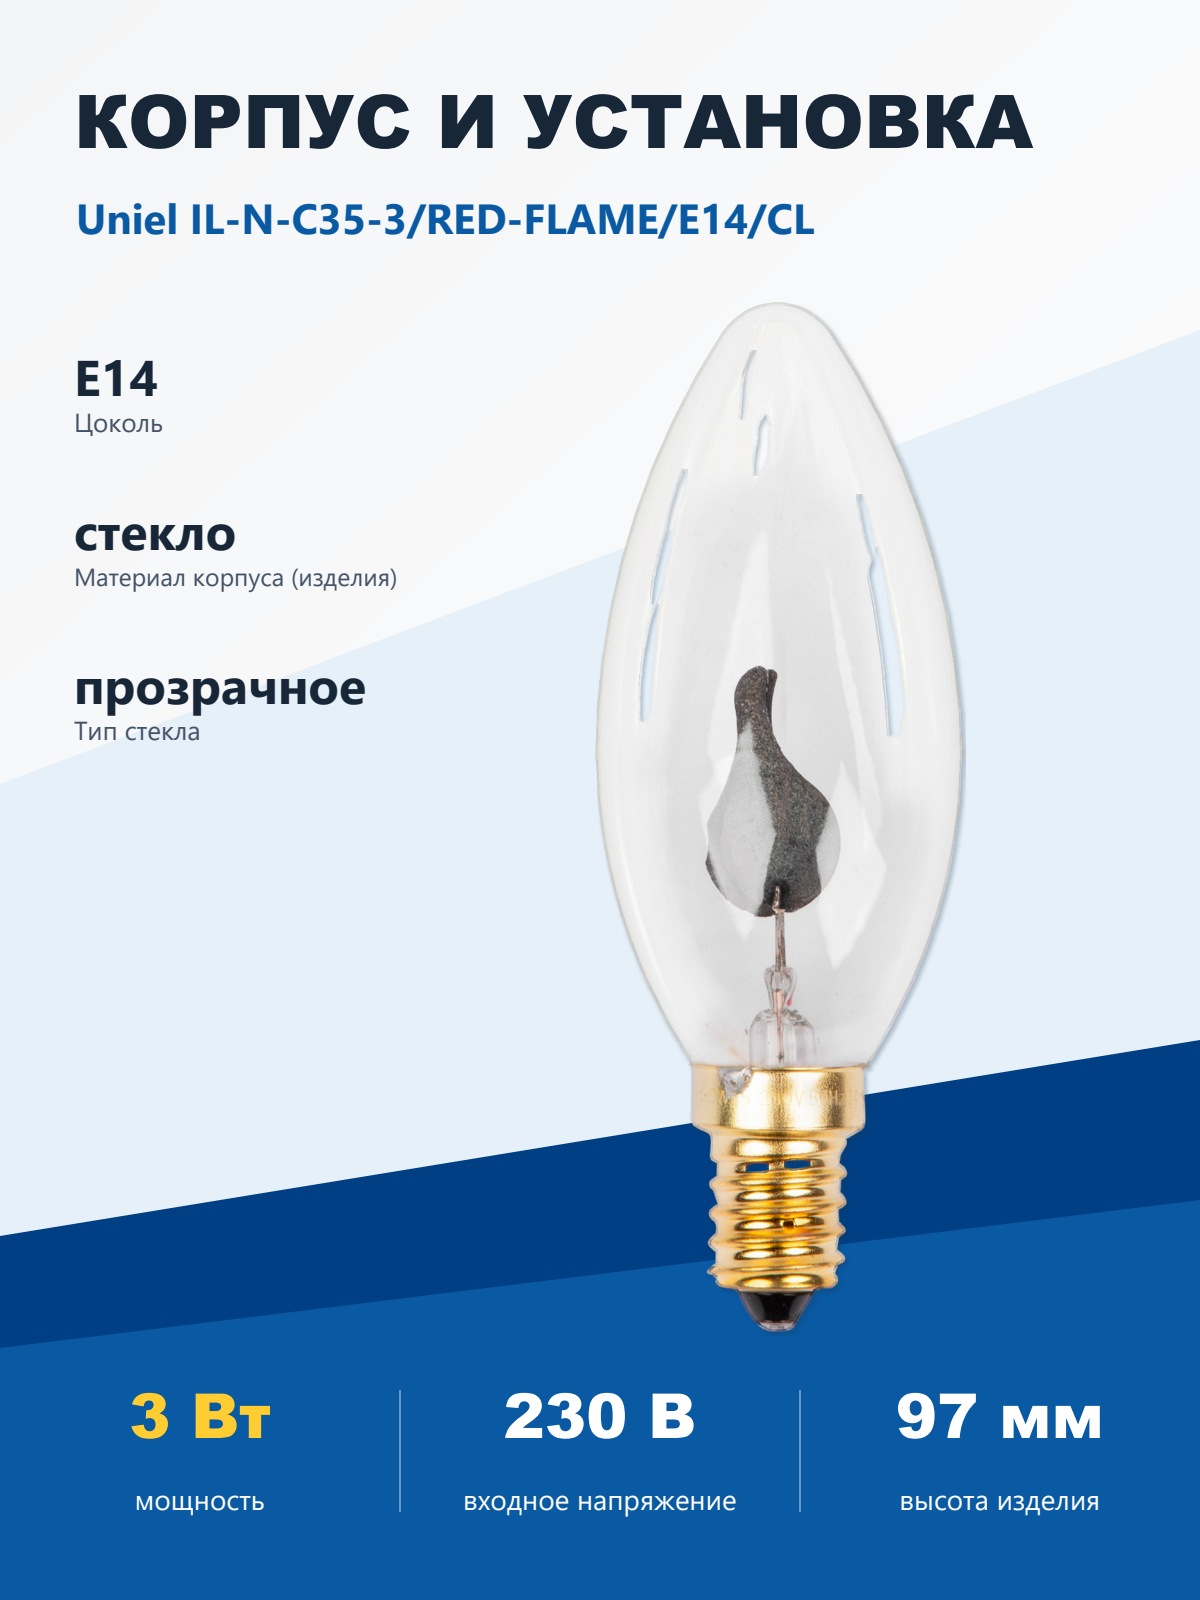 КОРПУС И УСТАНОВКА
Uniel IL-N-C35-3/RED-FLAME/E14/CL
E14
Цоколь
стекло
Материал корпуса (изделия)
прозрачное
Тип стекла
3 Вт
230 В
97 мм
мощность
входное напряжение
высота изделия